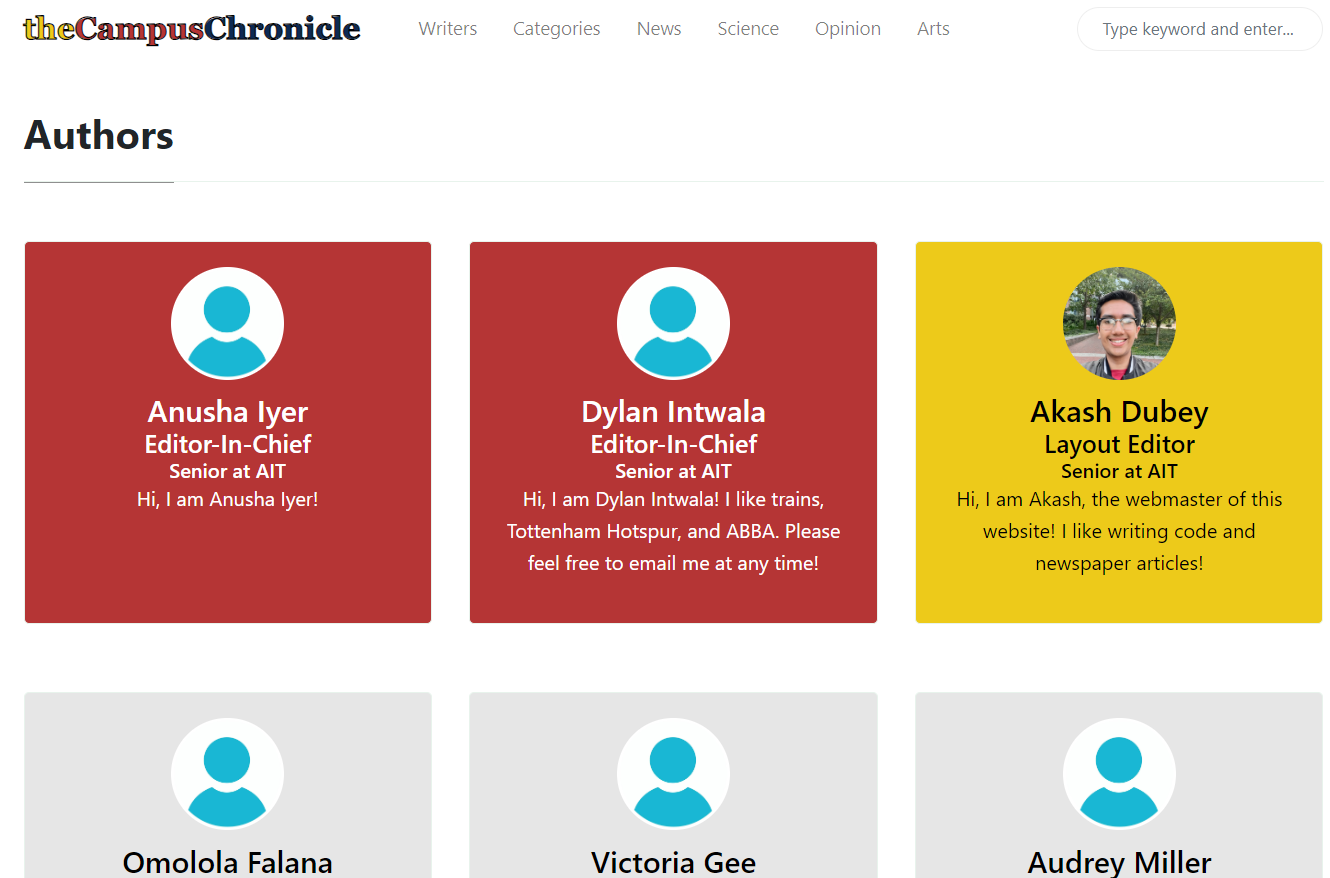 theCampusChronicle
Writers Categories News Science Opinion Arts
Type keyword and enter...
Authors
Anusha Iyer
Editor-In-Chief
Senior at AIT
Hi, I am Anusha Iyer!
Dylan Intwala
Editor-In-Chief
Senior at AIT
Hi, I am Dylan Intwala! I like trains,
Tottenham Hotspur, and ABBA. Please
feel free to email me at any time!
Akash Dubey
Layout Editor
Senior at AIT
Hi, I am Akash, the webmaster of this
website! I like writing code and
newspaper articles!
Omolola Falana
Victoria Gee
Audrey Miller